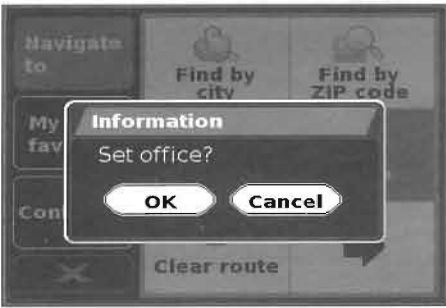 Navigate
to
Find by
city
Find by
ZIP code
My
fav
Information
Set office?
OK
Cancel
Con
Clear route